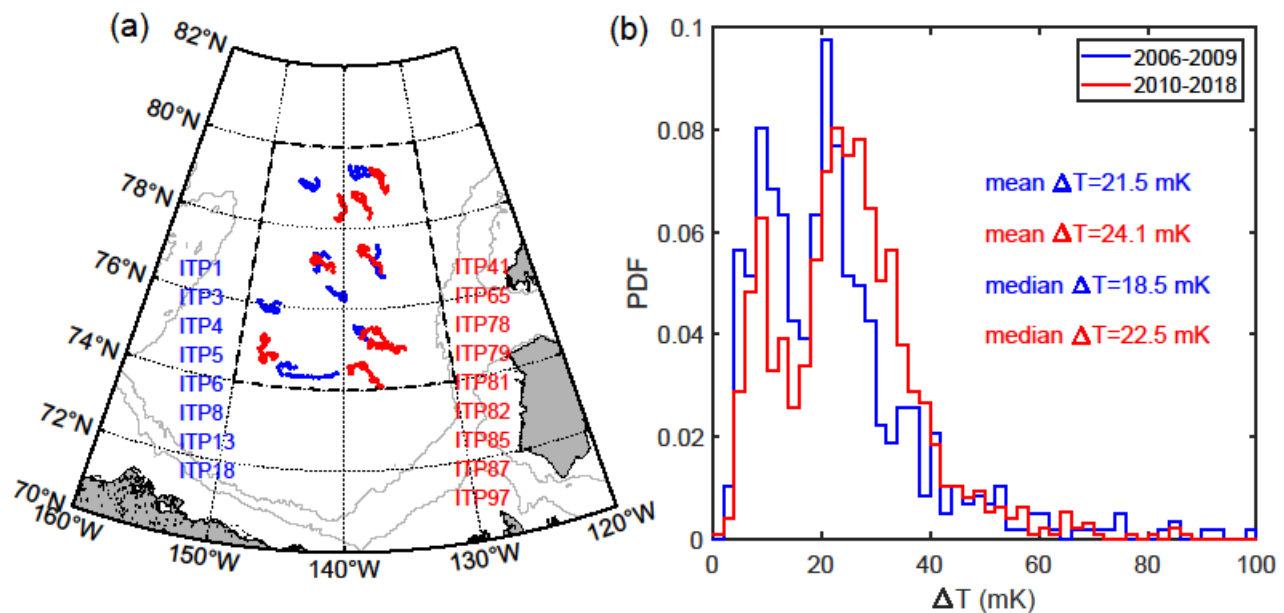 (a)
82°N
80°N
78°N
76°N
74°N
72°N
70°N
160°W
150°W
140°W
130°W
120°W
ITP1
ITP3
ITP4
ITP5
ITP6
ITP8
ITP13
ITP18
ITP41
ITP65
ITP78
ITP79
ITP81
ITP82
ITP85
ITP87
ITP97
(b)
0.1
0.08
0.06
0.04
0.02
0
PDF
2006-2009
2010-2018
mean ΔT=21.5 mK
mean ΔT=24.1 mK
median ΔT=18.5 mK
median ΔT=22.5 mK
0 20 40 60 80 100
ΔT (mK)